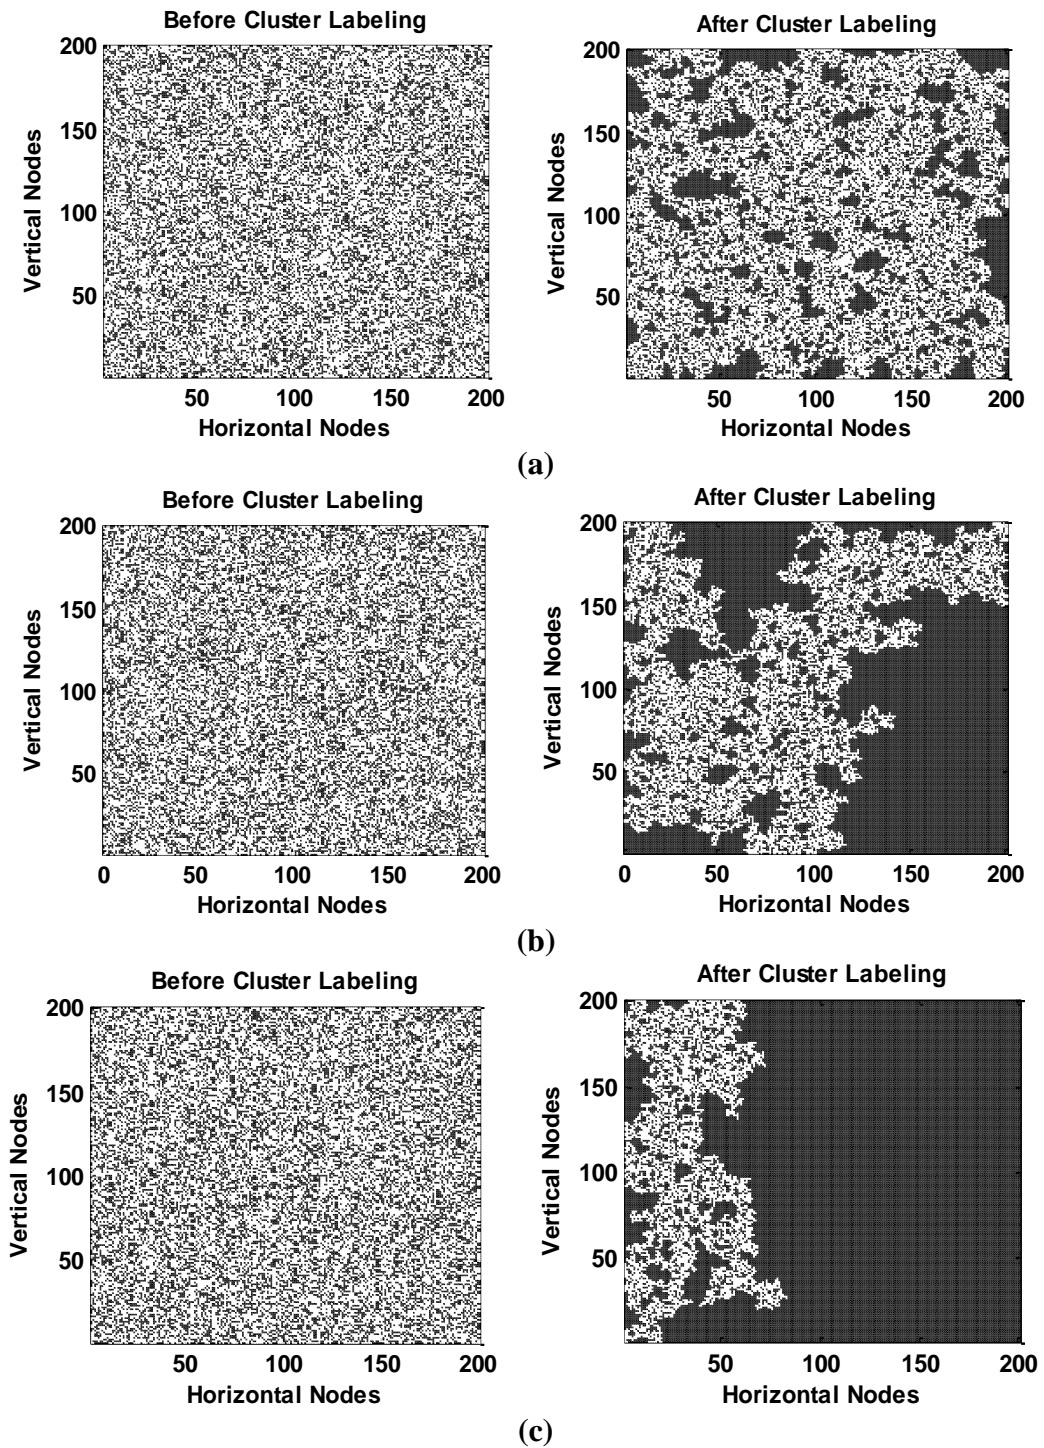 Before Cluster Labeling
After Cluster Labeling
200
150
100
50
Vertical Nodes
50 100 150 200
Horizontal Nodes
200
150
100
50
Vertical Nodes
50 100 150 200
Horizontal Nodes
(a)
Before Cluster Labeling
After Cluster Labeling
200
150
100
50
Vertical Nodes
0 50 100 150 200
Horizontal Nodes
200
150
100
50
Vertical Nodes
0 50 100 150 200
Horizontal Nodes
(b)
Before Cluster Labeling
After Cluster Labeling
200
150
100
50
Vertical Nodes
50 100 150 200
Horizontal Nodes
200
150
100
50
Vertical Nodes
50 100 150 200
Horizontal Nodes
(c)